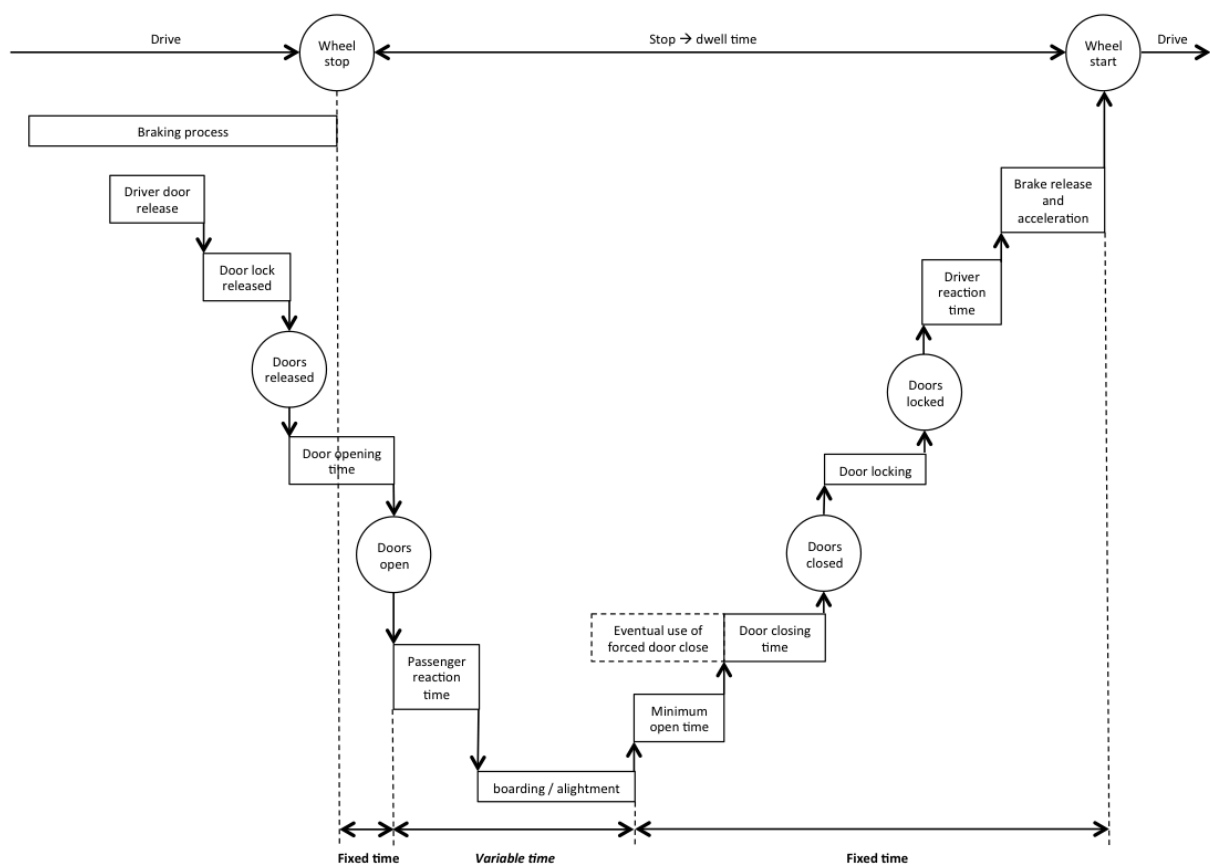 Drive
Wheel
stop
Stop → dwell time
Wheel
start
Drive
Braking process
Driver door
release
Door lock
released
Doors
released
Door opening
time
Doors
open
Passenger
reaction
time
boarding / alightment
Minimum
open time
Eventual use of
forced door close
Door closing
time
Doors
closed
Door locking
Doors
locked
Driver
reaction
time
Brake release
and
acceleration
Fixed time
Variable time
Fixed time